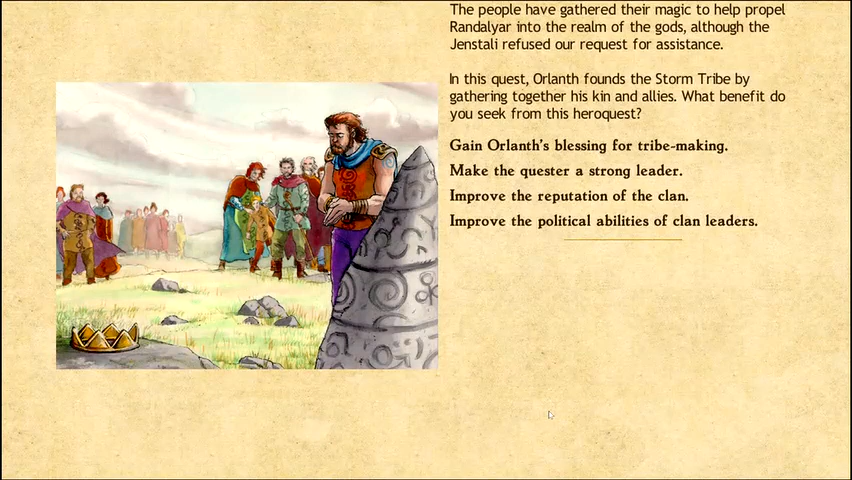 The people have gathered their magic to help propel
Randalyar into the realm of the gods, although the
Jenstali refused our request for assistance.
In this quest, Orlanth founds the Storm Tribe by
gathering together his kin and allies. What benefit do
you seek from this heroquest?
Gain Orlanth's blessing for tribe-making.
Make the quester a strong leader.
Improve the reputation of the clan.
Improve the political abilities of clan leaders.